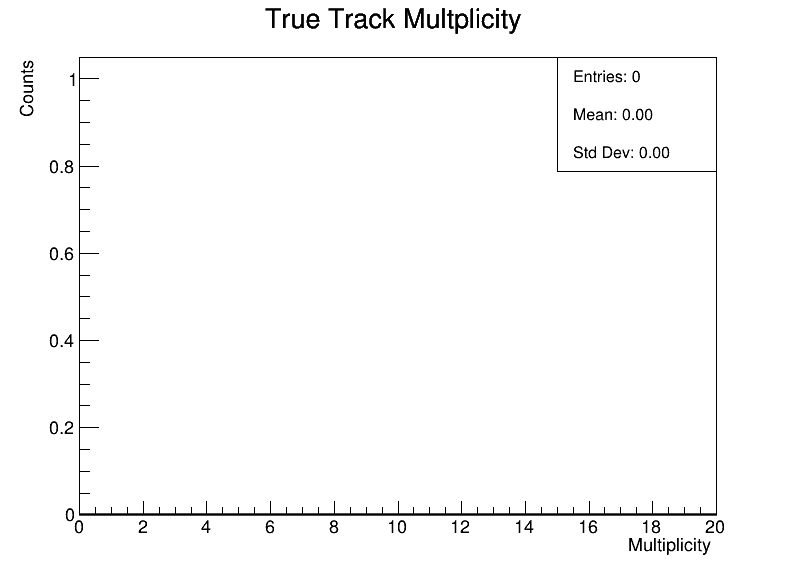 True Track Multplicity
Counts
Entries: 0
Mean: 0.00
Std Dev: 0.00
1
0.8
0.6
0.4
0.2
0
0 2 4 6 8 10 12 14 16 18 20
Multiplicity